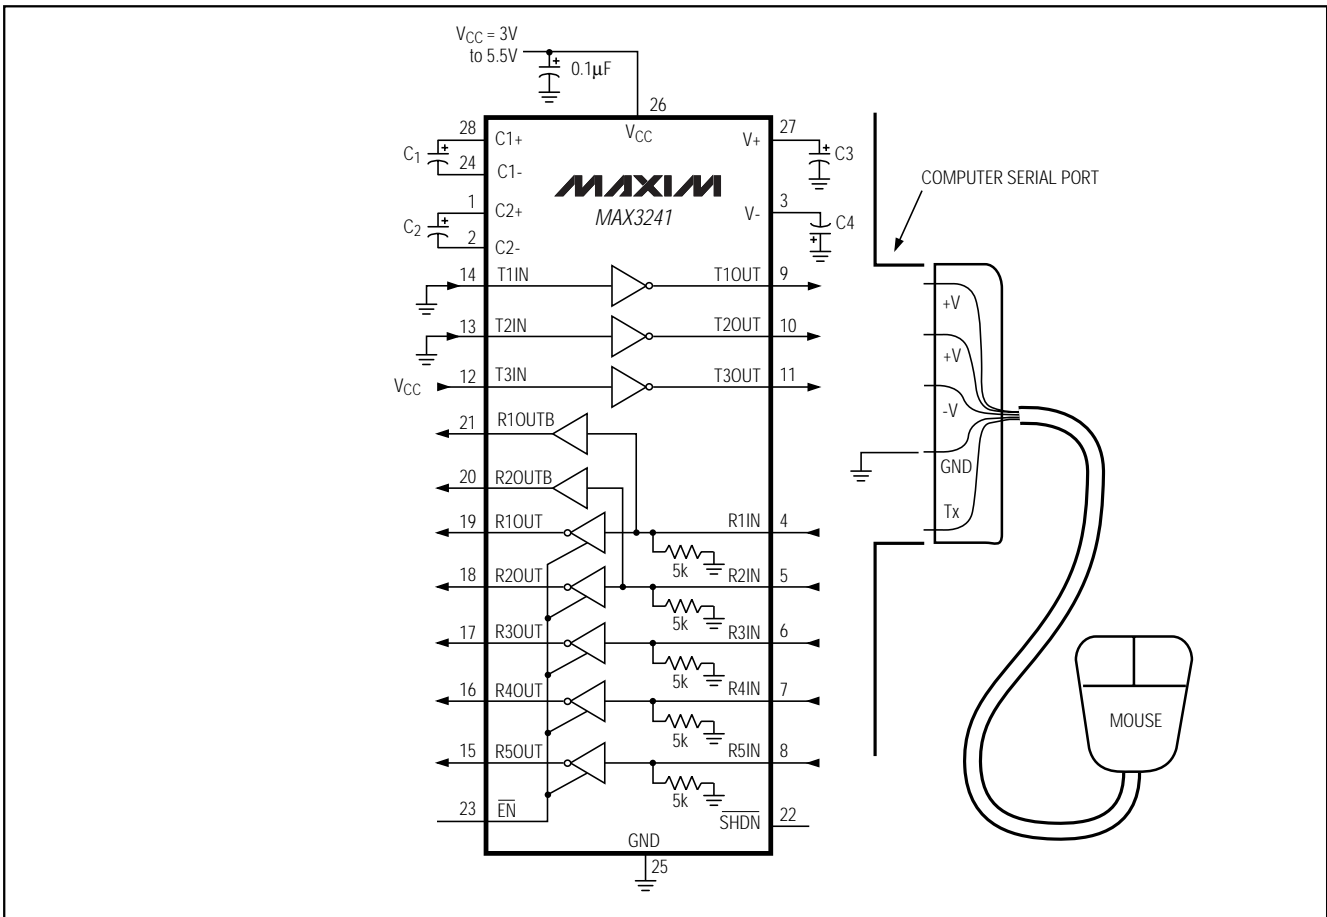 VCC = 3V
to 5.5V
0.1µF
26
VCC
28
C1+
C1
24
C1-
1
C2+
C2
2
C2-
27
V+
C3
3
V-
C4
MAXIM
MAX3241
COMPUTER SERIAL PORT
14
T1IN
T1OUT
9
13
T2IN
T2OUT
10
VCC
12
T3IN
T3OUT
11
21
R1OUTB
20
R2OUTB
19
R1OUT
R1IN
4
5k
18
R2OUT
R2IN
5
5k
17
R3OUT
R3IN
6
5k
16
R4OUT
R4IN
7
5k
15
R5OUT
R5IN
8
5k
23
EN
SHDN
22
GND
25
+V
+V
-V
GND
Tx
MOUSE